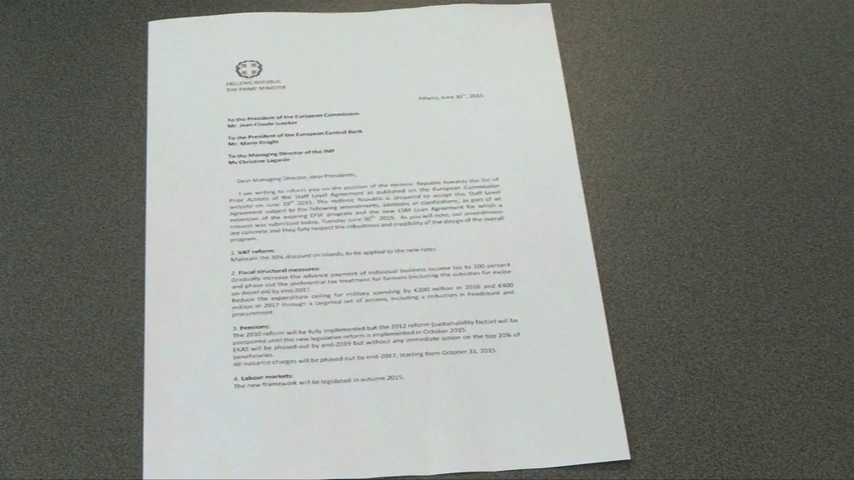 HELLENIC REPUBLIC
THE PRIME MINISTER
Athens, June 30th, 2015
To the President of the European Commission
Mr. Jean Claude Juncker
To the President of the European Central Bank
Mr. Mario Draghi
To the Managing Director of the IMF
Ms Christine Lagarde
Dear Managing Director, dear Presidents,
I am writing to inform you on the position of the Hellenic Republic towards the list of
Prior Actions of the Staff Level Agreement as published on the European Commission
website on June 2015. The Hellenic Republic is prepared to accept this Staff Level
Agreement subject to the following amendments, additions or clarifications, as part of an
extension of the expiring EFSF program and the new ESM Loan Agreement for which a
request was submitted today, Tuesday June 30th 2015. As you will note, our amendments
are concrete and they fully respect the robustness and credibility of the design of the overall
program.
1. VAT reform:
Maintain the 30% discount on islands, to be applied to the new rates.
2. Fiscal structural measures:
Gradually increase the advance payment of individual business income tax to 100 percent
and phase out the preferential tax treatment for farmers (including the subsidies for excise
on diesel oil) by end-2017.
Reduce the expenditure ceiling for military spending by €200 million in 2016 and €400
million in 2017 through a targeted set of actions, including a reduction in headcount and
procurement.
3. Pensions:
The 2010 reform will be fully implemented but the 2012 reform (sustainability factor) will be
postponed until the new legislative reform is implemented in October 2015.
EKAS will be phased-out by end-2019 but without any immediate action on the top 20% of
beneficiaries.
All nuisance charges will be phased out by end-2017, starting from October 31, 2015.
4. Labour markets:
The new framework will be legislated in autumn 2015.